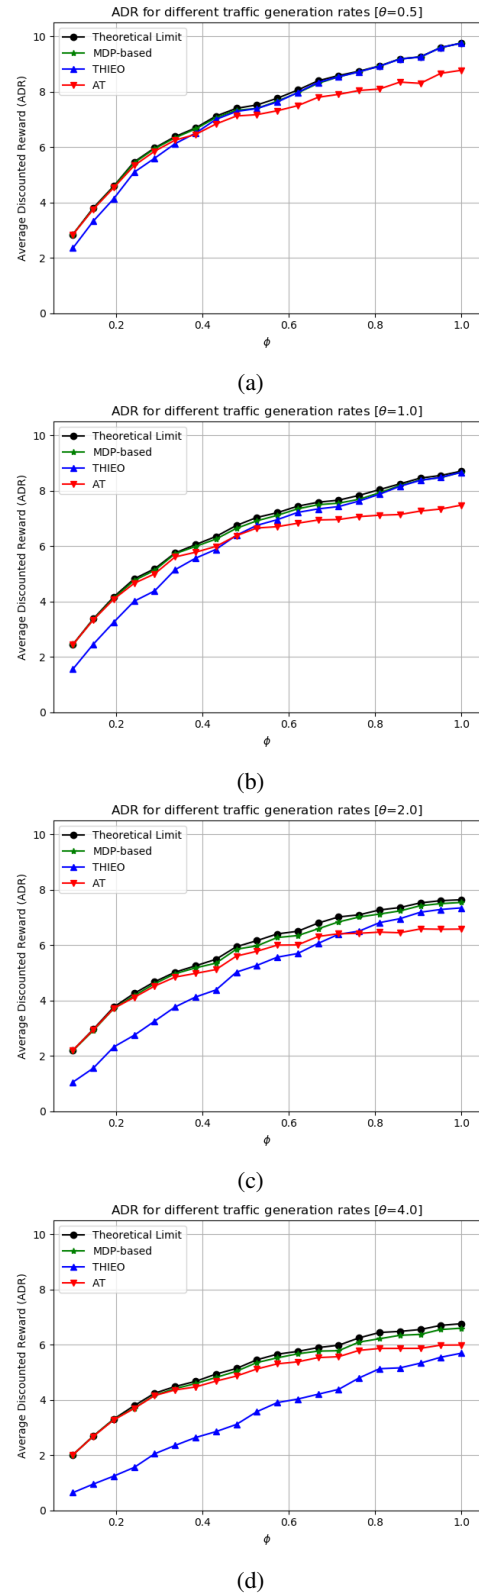 ADR for different traffic generation rates [θ=0.5]
Average Discounted Reward (ADR)
10
8
6
4
2
0
Theoretical Limit
MDP-based
THIEO
AT
0.2 0.4 0.6 0.8 1.0
ϕ
(a)
ADR for different traffic generation rates [θ=1.0]
Average Discounted Reward (ADR)
10
8
6
4
2
0
Theoretical Limit
MDP-based
THIEO
AT
0.2 0.4 0.6 0.8 1.0
ϕ
(b)
ADR for different traffic generation rates [θ=2.0]
Average Discounted Reward (ADR)
10
8
6
4
2
0
Theoretical Limit
MDP-based
THIEO
AT
0.2 0.4 0.6 0.8 1.0
ϕ
(c)
ADR for different traffic generation rates [θ=4.0]
Average Discounted Reward (ADR)
10
8
6
4
2
0
Theoretical Limit
MDP-based
THIEO
AT
0.2 0.4 0.6 0.8 1.0
ϕ
(d)